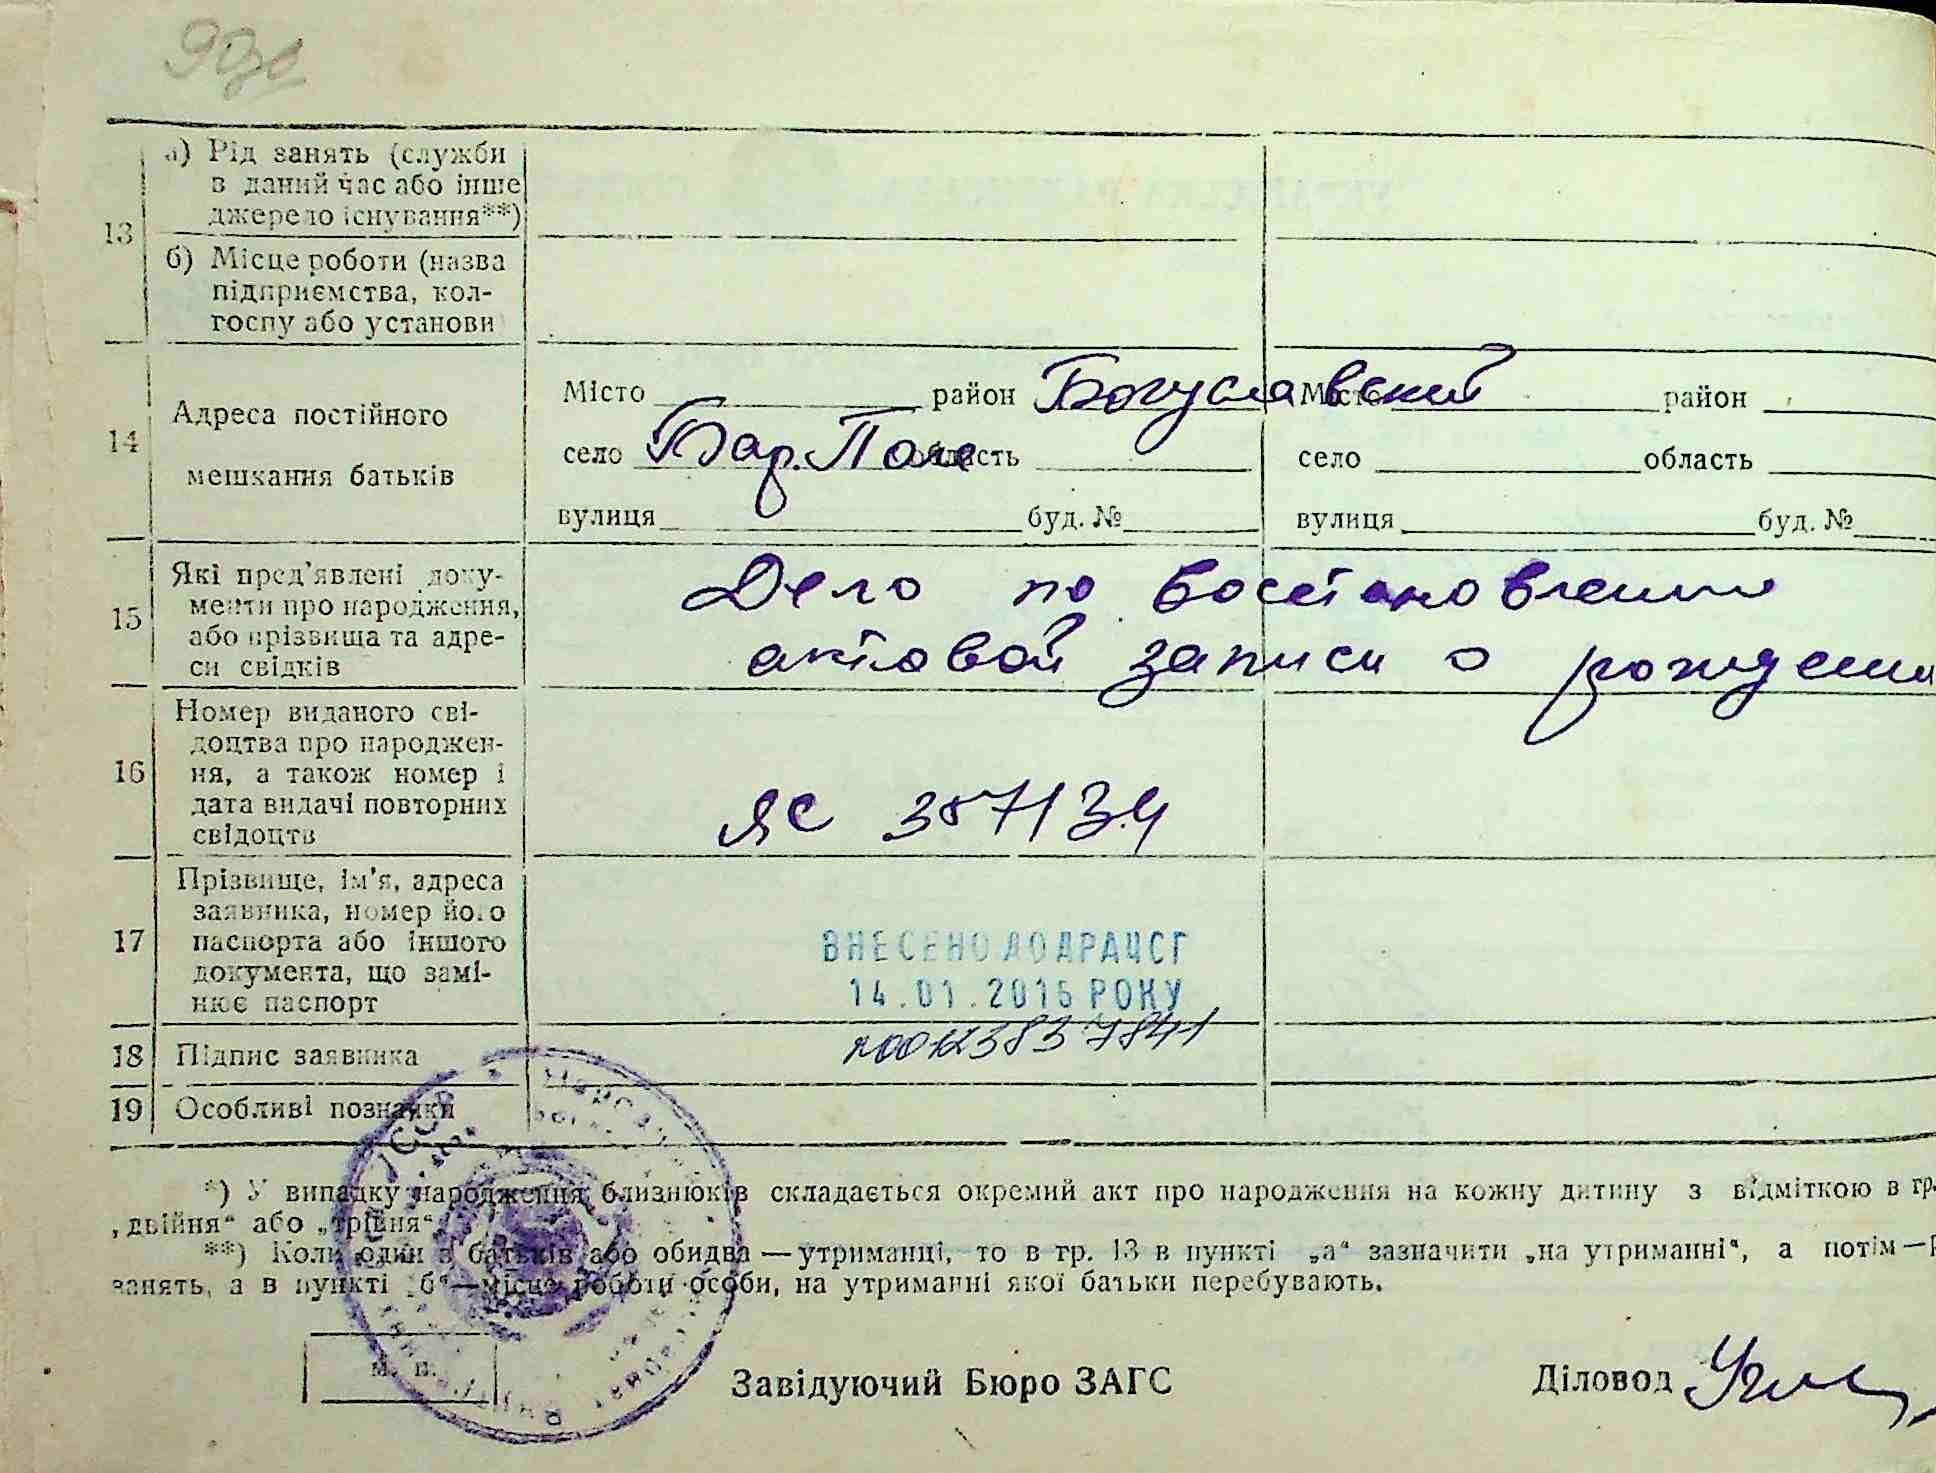 13
а) Рід занять (служби
в даний час або інше
джерело існування**)
б) Місце роботи (назва
підприємства, кол-
госпу або установи
14
Адреса постійного
мешкання батьків
Місто район Богуславский Місто район
село Бар. Поле область село область
вулиця буд. № вулиця буд. №
15
Які пред'явлені доку-
менти про народження,
або прізвища та адре-
си свідків
Дело по восстановлении
актовой записи о рождении
16
Номер виданого сві-
доцтва про народжен-
ня, а також номер і
дата видачі повторних
свідоцтв
ЯС 387134
17
Прізвище, ім'я, адреса
заявника, номер його
паспорта або іншого
документа, що замі-
нює паспорт
ВНЕСЕНО ДО ДРАЦСГ
14.01.2016 РОКУ
18 Підпис заявника
19 Особливі познаки
*) У випадку народження близнюків складається окремий акт про народження на кожну дитину з відміткою в гр.
„двійня“ або „трійня“.
**) Коли один з батьків або обидва — утриманці, то в гр. 13 в пункті „а“ зазначити „на утриманні“, а потім —
занять, а в пункті „б“ — місце роботи особи, на утриманні якої батьки перебувають.
м. п.
Завідуючий Бюро ЗАГС Діловод